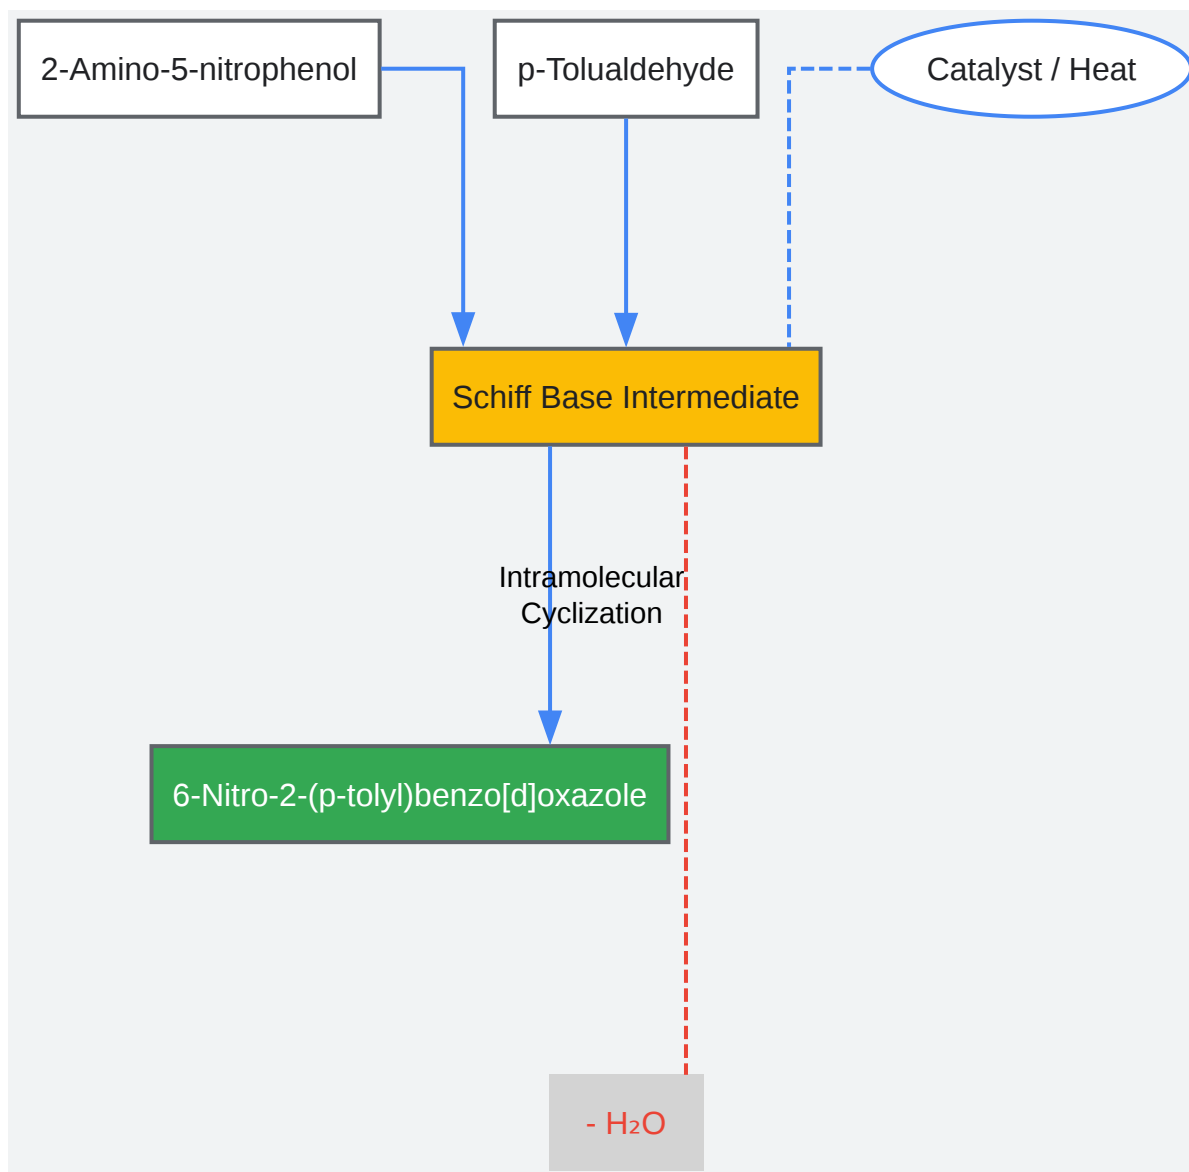 2-Amino-5-nitrophenol
p-Tolualdehyde
Catalyst / Heat
Schiff Base Intermediate
Intramolecular
Cyclization
6-Nitro-2-(p-tolyl)benzo[d]oxazole
- H₂O